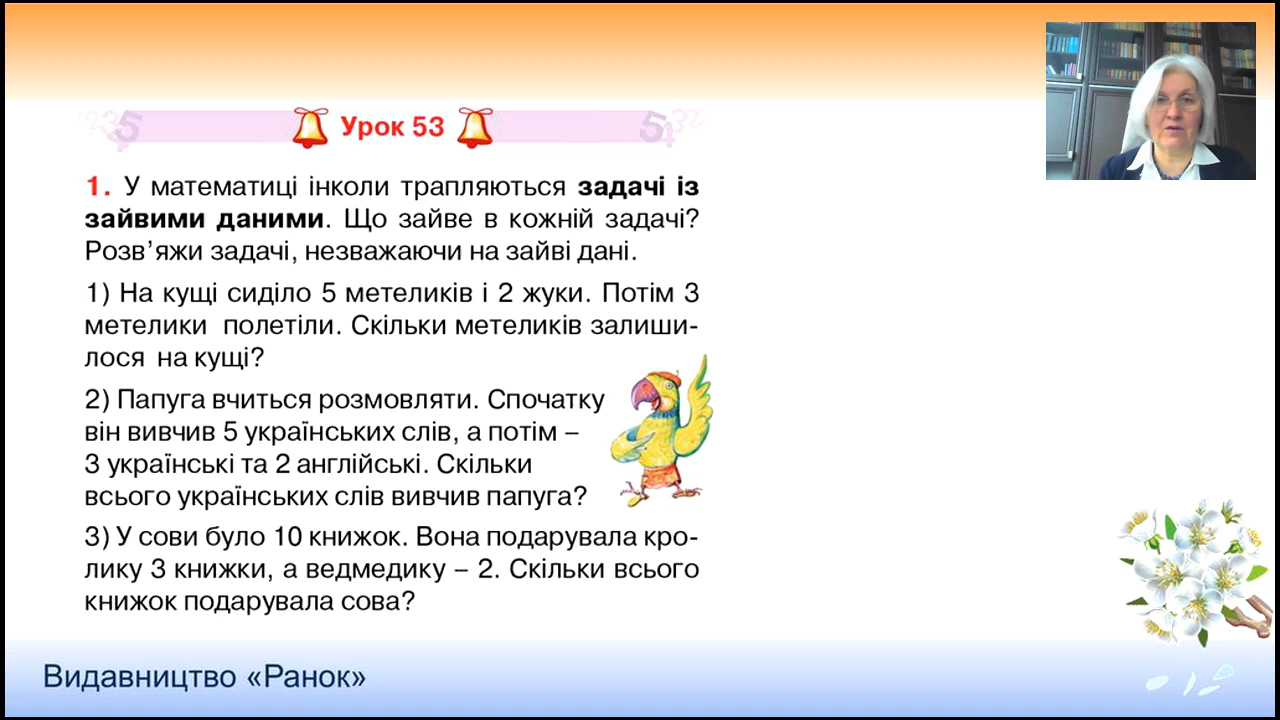 Урок 53
1. У математиці інколи трапляються задачі із
зайвими даними. Що зайве в кожній задачі?
Розв’яжи задачі, незважаючи на зайві дані.
1) На кущі сиділо 5 метеликів і 2 жуки. Потім 3
метелики полетіли. Скільки метеликів залиши-
лося на кущі?
2) Папуга вчиться розмовляти. Спочатку
він вивчив 5 українських слів, а потім –
3 українські та 2 англійські. Скільки
всього українських слів вивчив папуга?
3) У сови було 10 книжок. Вона подарувала кро-
лику 3 книжки, а ведмедику – 2. Скільки всього
книжок подарувала сова?
Видавництво «Ранок»